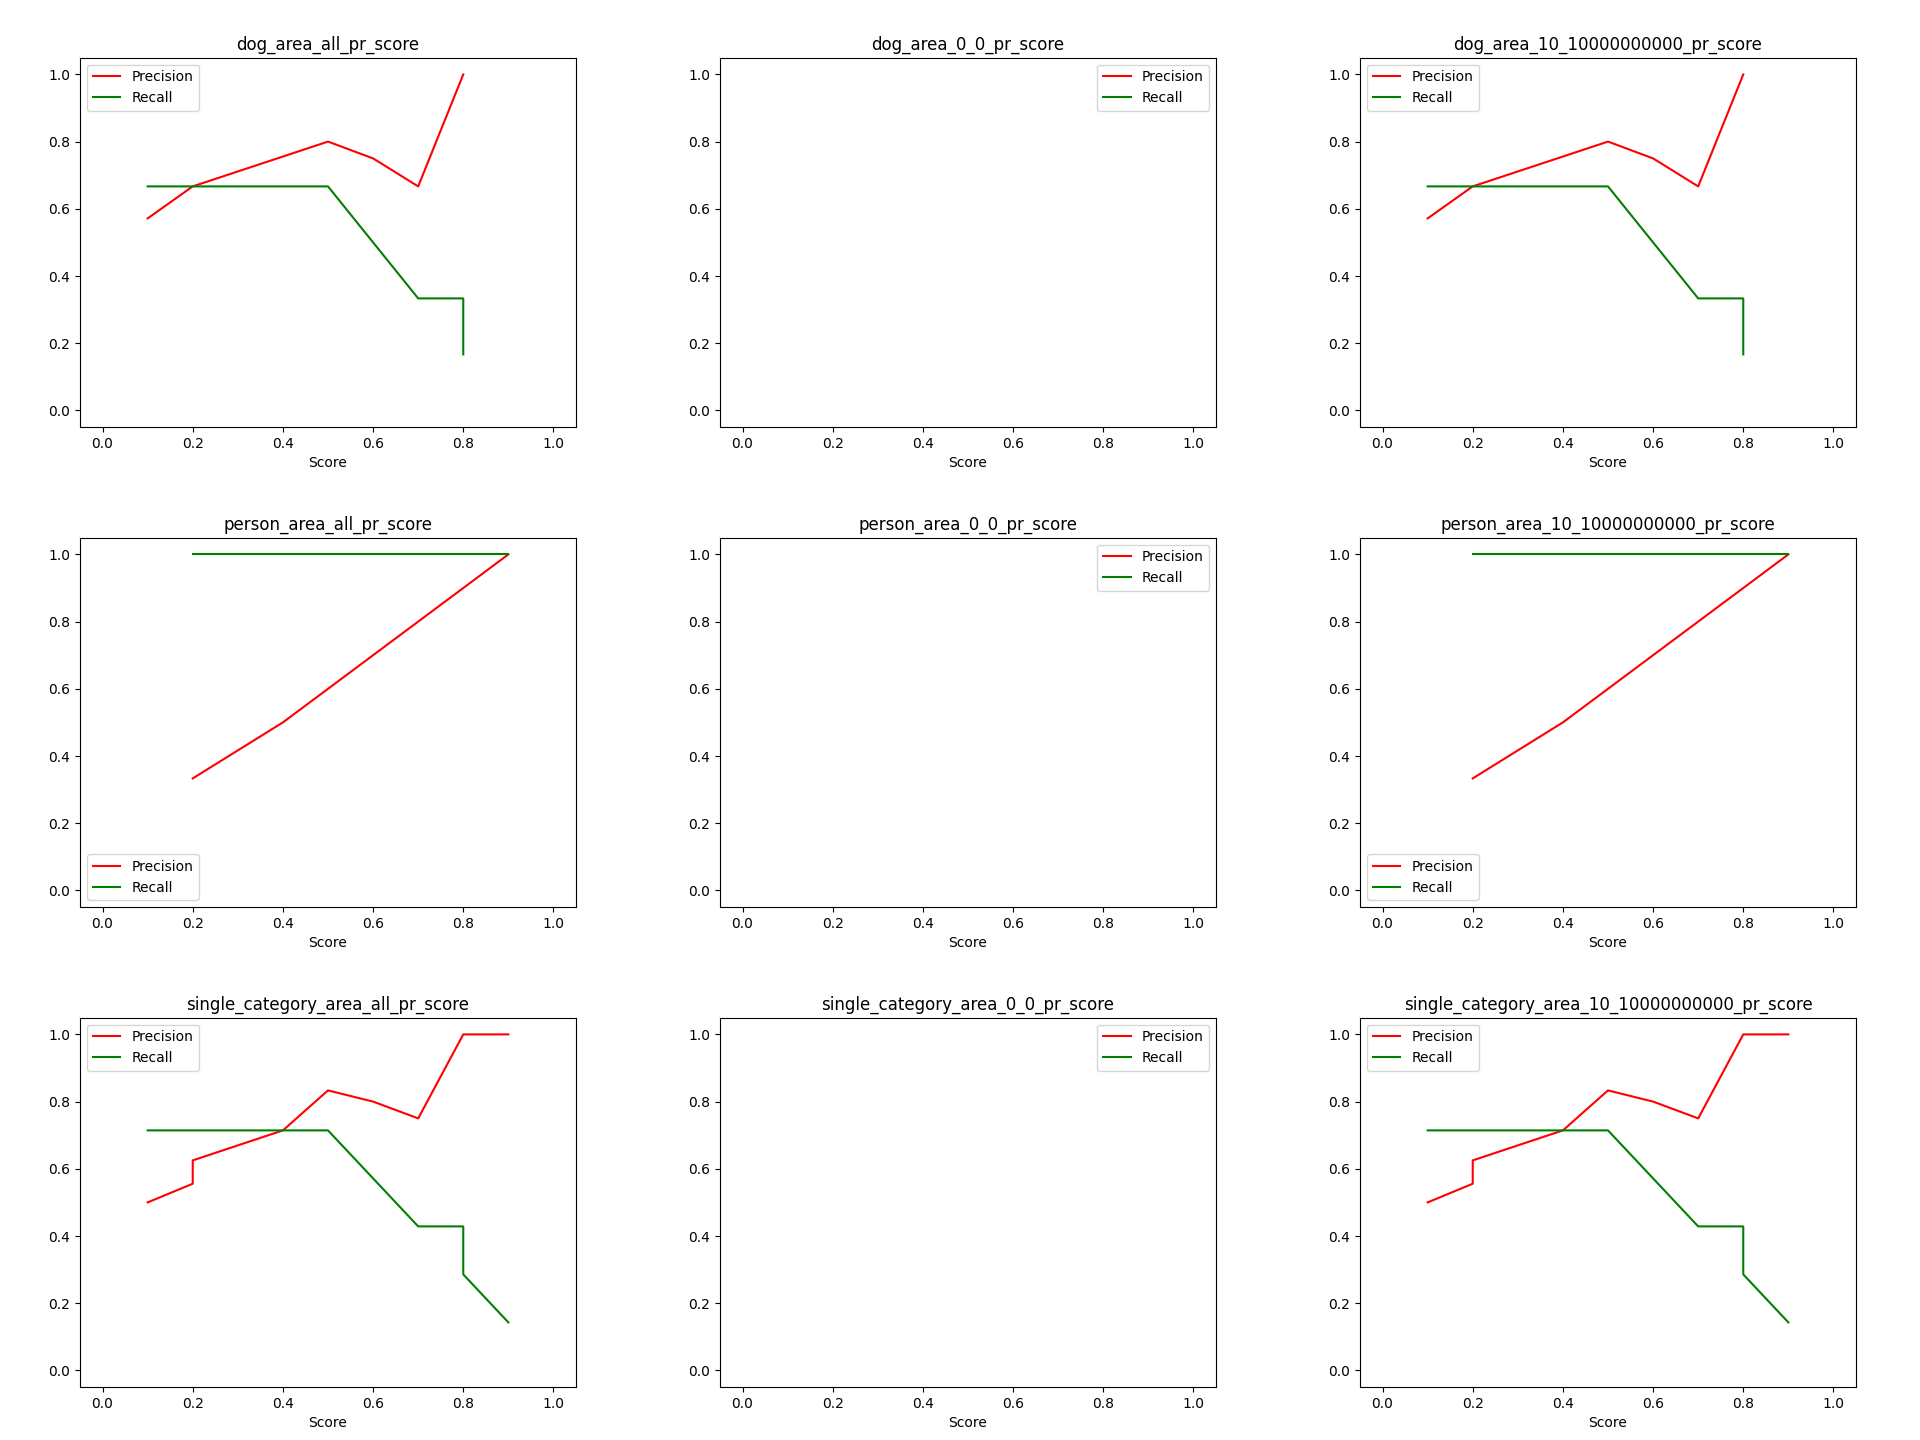 dog_area_all_pr_score
1.0
0.8
0.6
0.4
0.2
0.0
Precision
Recall
0.0 0.2 0.4 0.6 0.8 1.0
Score
dog_area_0_0_pr_score
1.0
0.8
0.6
0.4
0.2
0.0
Precision
Recall
0.0 0.2 0.4 0.6 0.8 1.0
Score
dog_area_10_10000000000_pr_score
1.0
0.8
0.6
0.4
0.2
0.0
Precision
Recall
0.0 0.2 0.4 0.6 0.8 1.0
Score
person_area_all_pr_score
1.0
0.8
0.6
0.4
0.2
0.0
Precision
Recall
0.0 0.2 0.4 0.6 0.8 1.0
Score
person_area_0_0_pr_score
1.0
0.8
0.6
0.4
0.2
0.0
Precision
Recall
0.0 0.2 0.4 0.6 0.8 1.0
Score
person_area_10_10000000000_pr_score
1.0
0.8
0.6
0.4
0.2
0.0
Precision
Recall
0.0 0.2 0.4 0.6 0.8 1.0
Score
single_category_area_all_pr_score
1.0
0.8
0.6
0.4
0.2
0.0
Precision
Recall
0.0 0.2 0.4 0.6 0.8 1.0
Score
single_category_area_0_0_pr_score
1.0
0.8
0.6
0.4
0.2
0.0
Precision
Recall
0.0 0.2 0.4 0.6 0.8 1.0
Score
single_category_area_10_10000000000_pr_score
1.0
0.8
0.6
0.4
0.2
0.0
Precision
Recall
0.0 0.2 0.4 0.6 0.8 1.0
Score